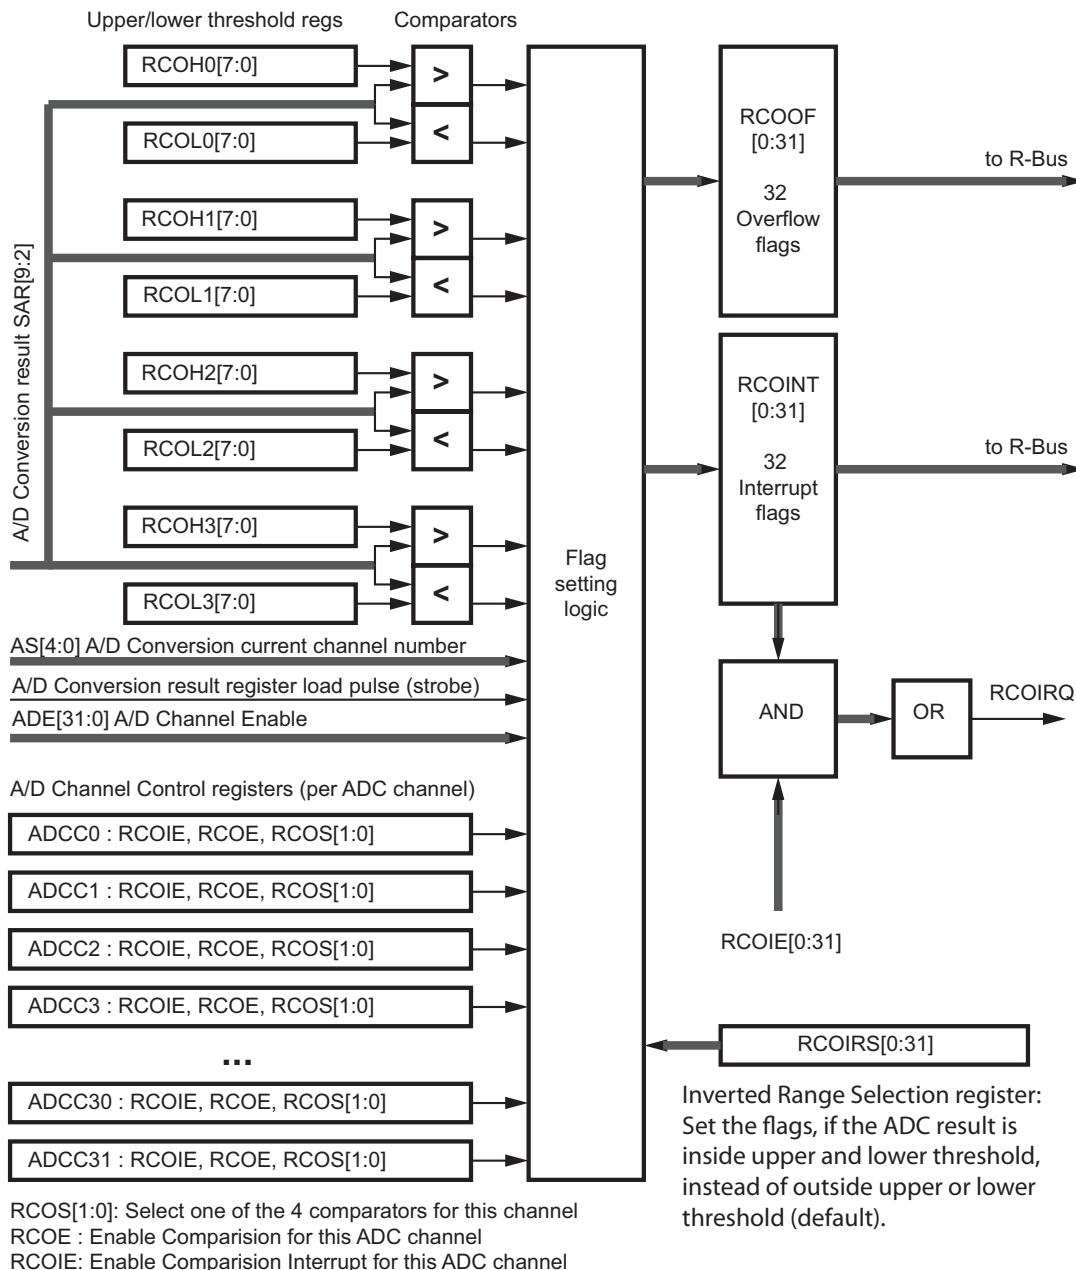 Upper/lower threshold regs
Comparators
RCOH0[7:0]
>
<
RCOL0[7:0]
RCOH1[7:0]
>
<
RCOL1[7:0]
RCOH2[7:0]
>
<
RCOL2[7:0]
RCOH3[7:0]
>
<
RCOL3[7:0]
A/D Conversion result SAR[9:2]
AS[4:0] A/D Conversion current channel number
A/D Conversion result register load pulse (strobe)
ADE[31:0] A/D Channel Enable
A/D Channel Control registers (per ADC channel)
ADCC0 : RCOIE, RCOE, RCOS[1:0]
ADCC1 : RCOIE, RCOE, RCOS[1:0]
ADCC2 : RCOIE, RCOE, RCOS[1:0]
ADCC3 : RCOIE, RCOE, RCOS[1:0]
...
ADCC30 : RCOIE, RCOE, RCOS[1:0]
ADCC31 : RCOIE, RCOE, RCOS[1:0]
RCOS[1:0]: Select one of the 4 comparators for this channel
RCOE : Enable Comparision for this ADC channel
RCOIE: Enable Comparision Interrupt for this ADC channel
Flag
setting
logic
RCOOF
[0:31]
32
Overflow
flags
to R-Bus
RCOINT
[0:31]
32
Interrupt
flags
to R-Bus
AND
OR
RCOIRQ
RCOIE[0:31]
RCOIRS[0:31]
Inverted Range Selection register:
Set the flags, if the ADC result is
inside upper and lower threshold,
instead of outside upper or lower
threshold (default).